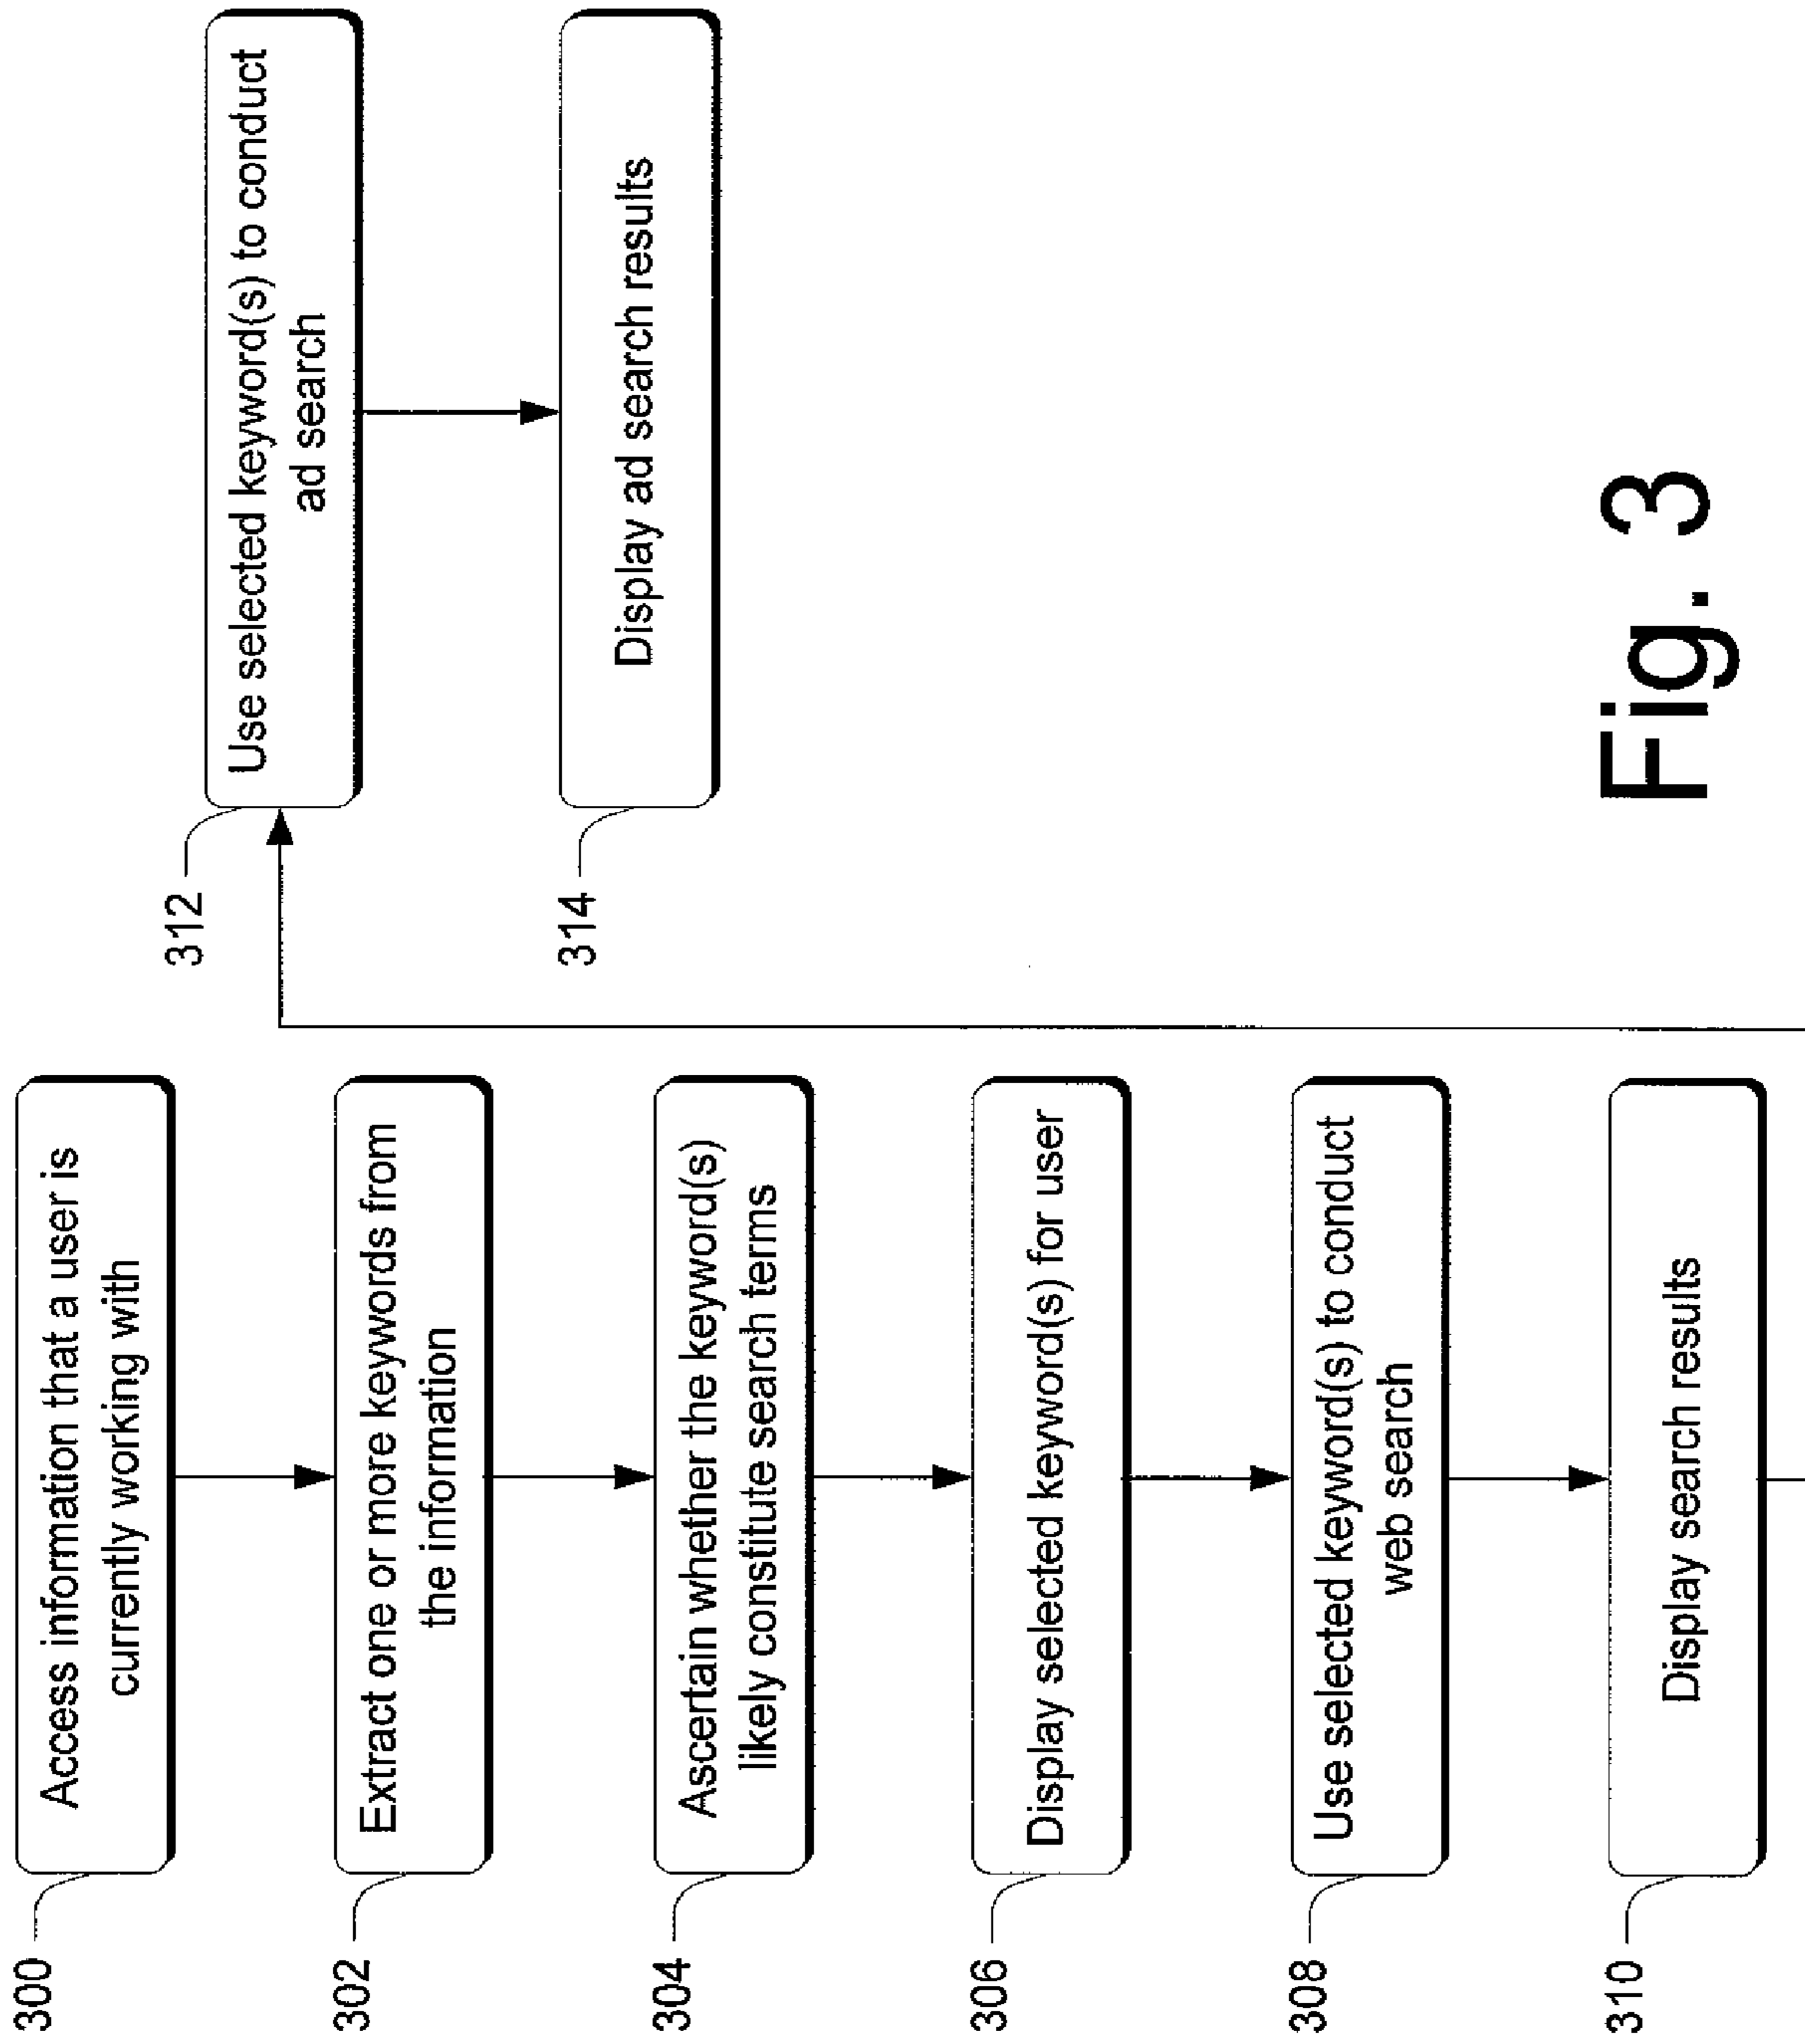 300
Access information that a user is
currently working with
302
Extract one or more keywords from
the information
304
Ascertain whether the keyword(s)
likely constitute search terms
306
Display selected keyword(s) for user
308
Use selected keyword(s) to conduct
web search
310
Display search results
312
Use selected keyword(s) to conduct
ad search
314
Display ad search results
Fig. 3